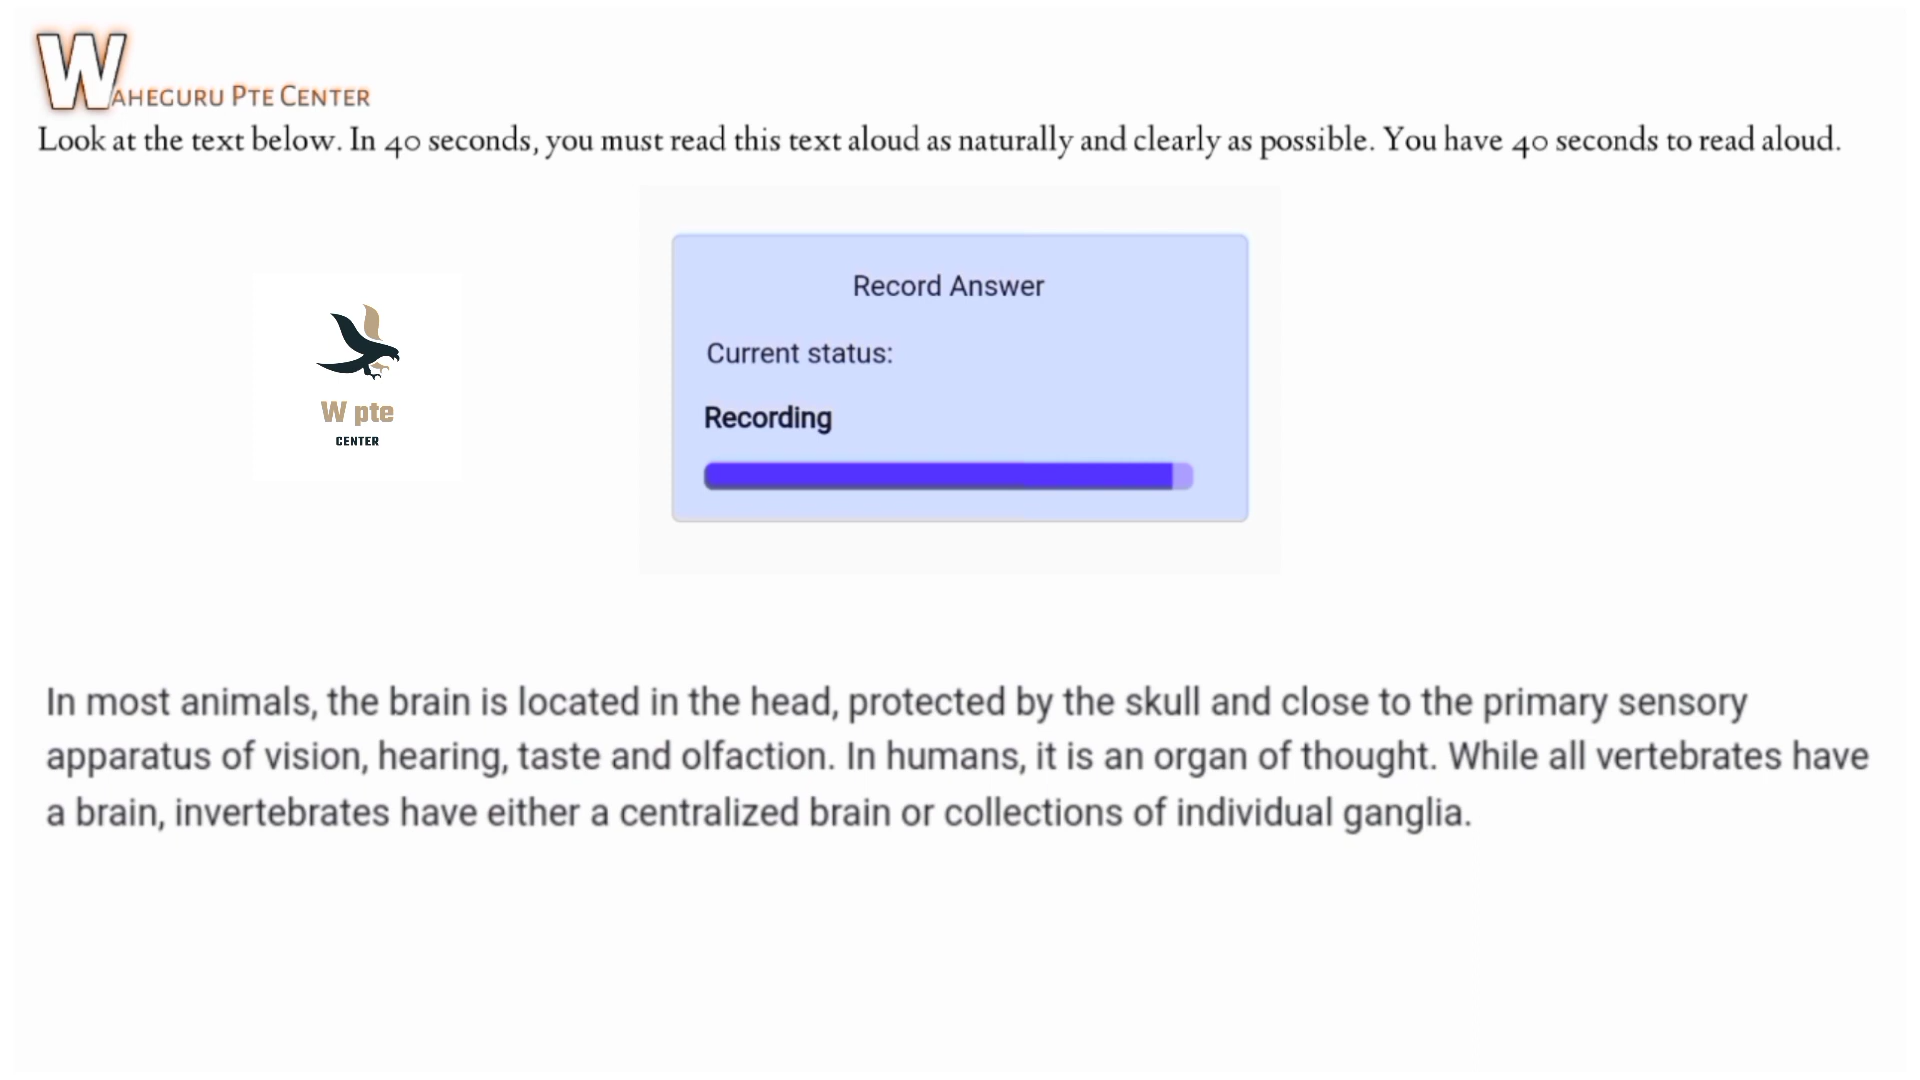 WAHEGURU PTE CENTER
Look at the text below. In 40 seconds, you must read this text aloud as naturally and clearly as possible. You have 40 seconds to read aloud.
Record Answer
Current status:
Recording
W pte
CENTER
In most animals, the brain is located in the head, protected by the skull and close to the primary sensory
apparatus of vision, hearing, taste and olfaction. In humans, it is an organ of thought. While all vertebrates have
a brain, invertebrates have either a centralized brain or collections of individual ganglia.